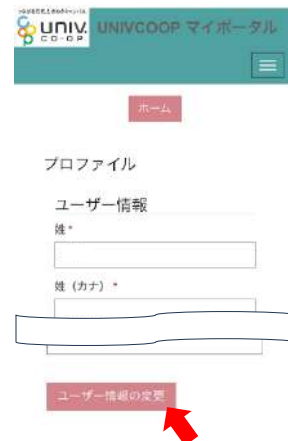 UNIV.
CO-OP
UNIVCOOP マイポータル
ホーム
プロファイル
ユーザー情報
姓*
姓（カナ）*
ユーザー情報の変更